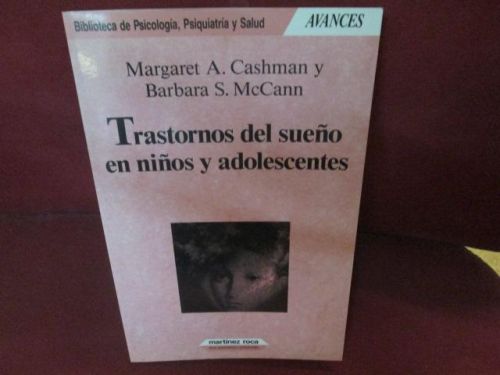 Biblioteca de Psicología, Psiquiatría y Salud
AVANCES
Margaret A. Cashman y
Barbara S. McCann
Trastornos del sueño
en niños y adolescentes
martínez roca